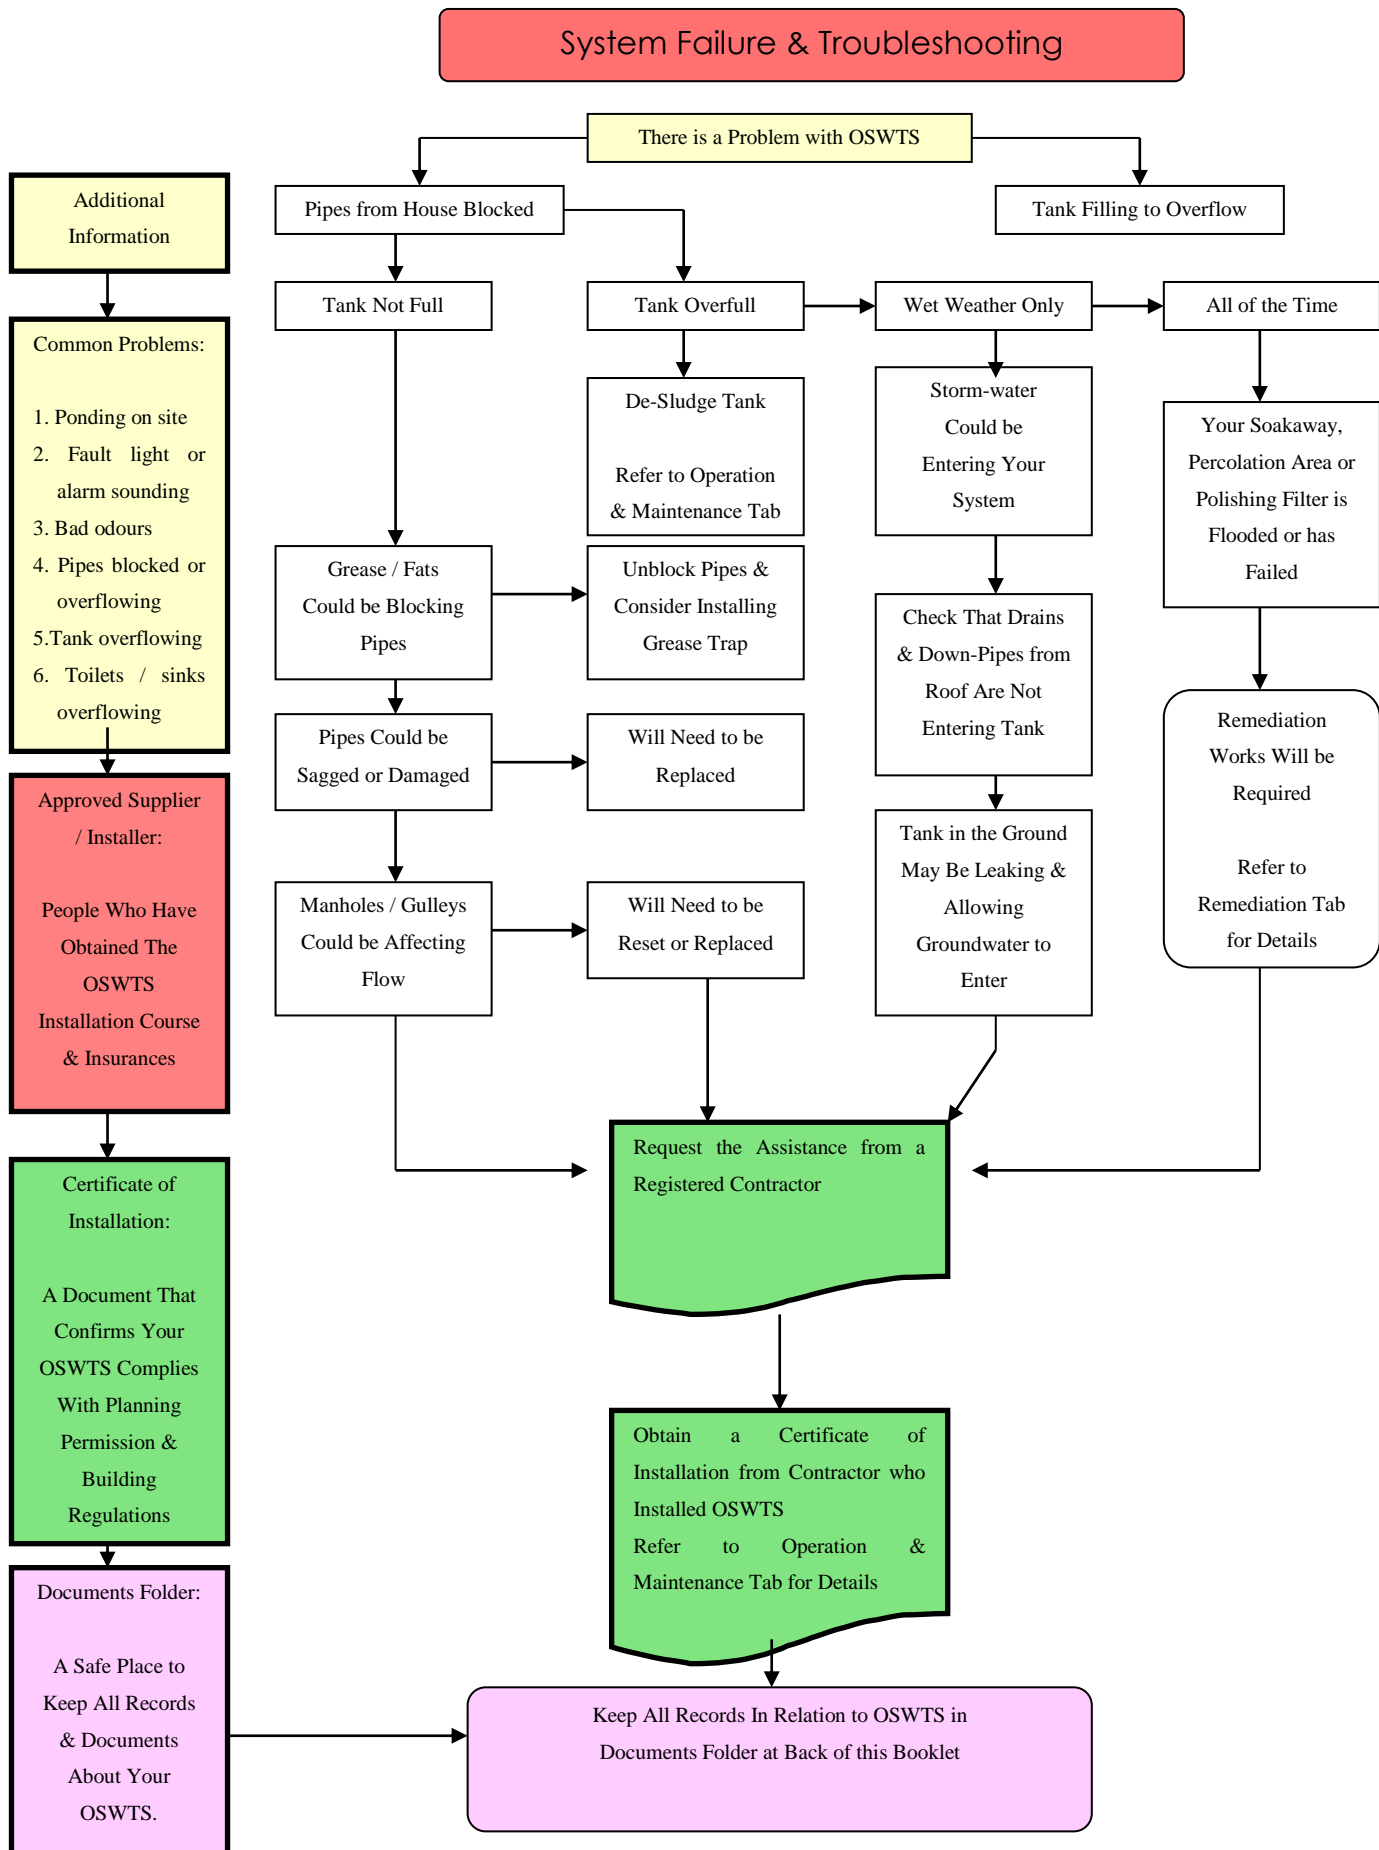 System Failure & Troubleshooting
There is a Problem with OSWTS
Pipes from House Blocked
Tank Filling to Overflow
Tank Not Full
Tank Overfull
Wet Weather Only
All of the Time
De-Sludge Tank
Refer to Operation
& Maintenance Tab
Storm-water
Could be
Entering Your
System
Your Soakaway,
Percolation Area or
Polishing Filter is
Flooded or has
Failed
Grease / Fats
Could be Blocking
Pipes
Unblock Pipes &
Consider Installing
Grease Trap
Check That Drains
& Down-Pipes from
Roof Are Not
Entering Tank
Pipes Could be
Sagged or Damaged
Will Need to be
Replaced
Remediation
Works Will be
Required
Refer to
Remediation Tab
for Details
Tank in the Ground
May Be Leaking &
Allowing
Groundwater to
Enter
Manholes / Gulleys
Could be Affecting
Flow
Will Need to be
Reset or Replaced
Request the Assistance from a
Registered Contractor
Obtain a Certificate of
Installation from Contractor who
Installed OSWTS
Refer to Operation &
Maintenance Tab for Details
Keep All Records In Relation to OSWTS in
Documents Folder at Back of this Booklet
Additional
Information
Common Problems:
1. Ponding on site
2. Fault light or
alarm sounding
3. Bad odours
4. Pipes blocked or
overflowing
5.Tank overflowing
6. Toilets / sinks
overflowing
Approved Supplier
/ Installer:
People Who Have
Obtained The
OSWTS
Installation Course
& Insurances
Certificate of
Installation:
A Document That
Confirms Your
OSWTS Complies
With Planning
Permission &
Building
Regulations
Documents Folder:
A Safe Place to
Keep All Records
& Documents
About Your
OSWTS.